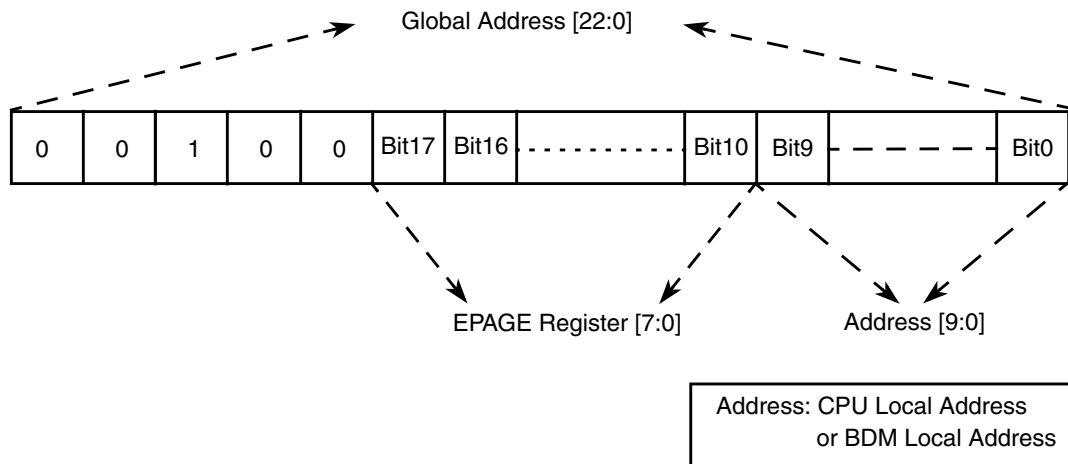 Global Address [22:0]
0 0 1 0 0 Bit17 Bit16 Bit10 Bit9 Bit0
EPAGE Register [7:0] Address [9:0]
Address: CPU Local Address
or BDM Local Address